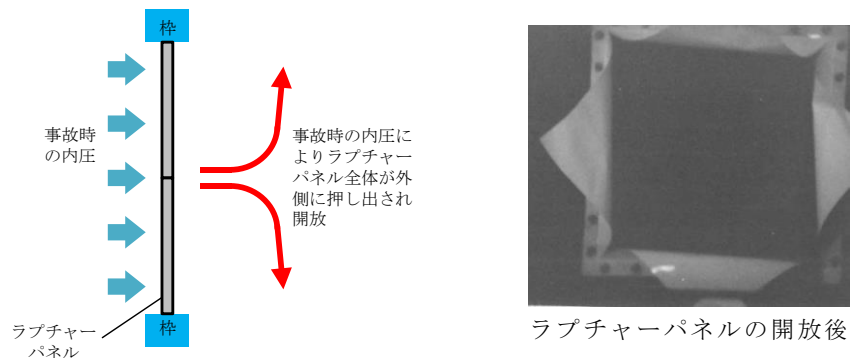 枠
事故時
の内圧
事故時の内圧に
よりラプチャー
パネル全体が外
側に押し出され
開放
ラプチャー
パネル
枠
ラプチャーパネルの開放後